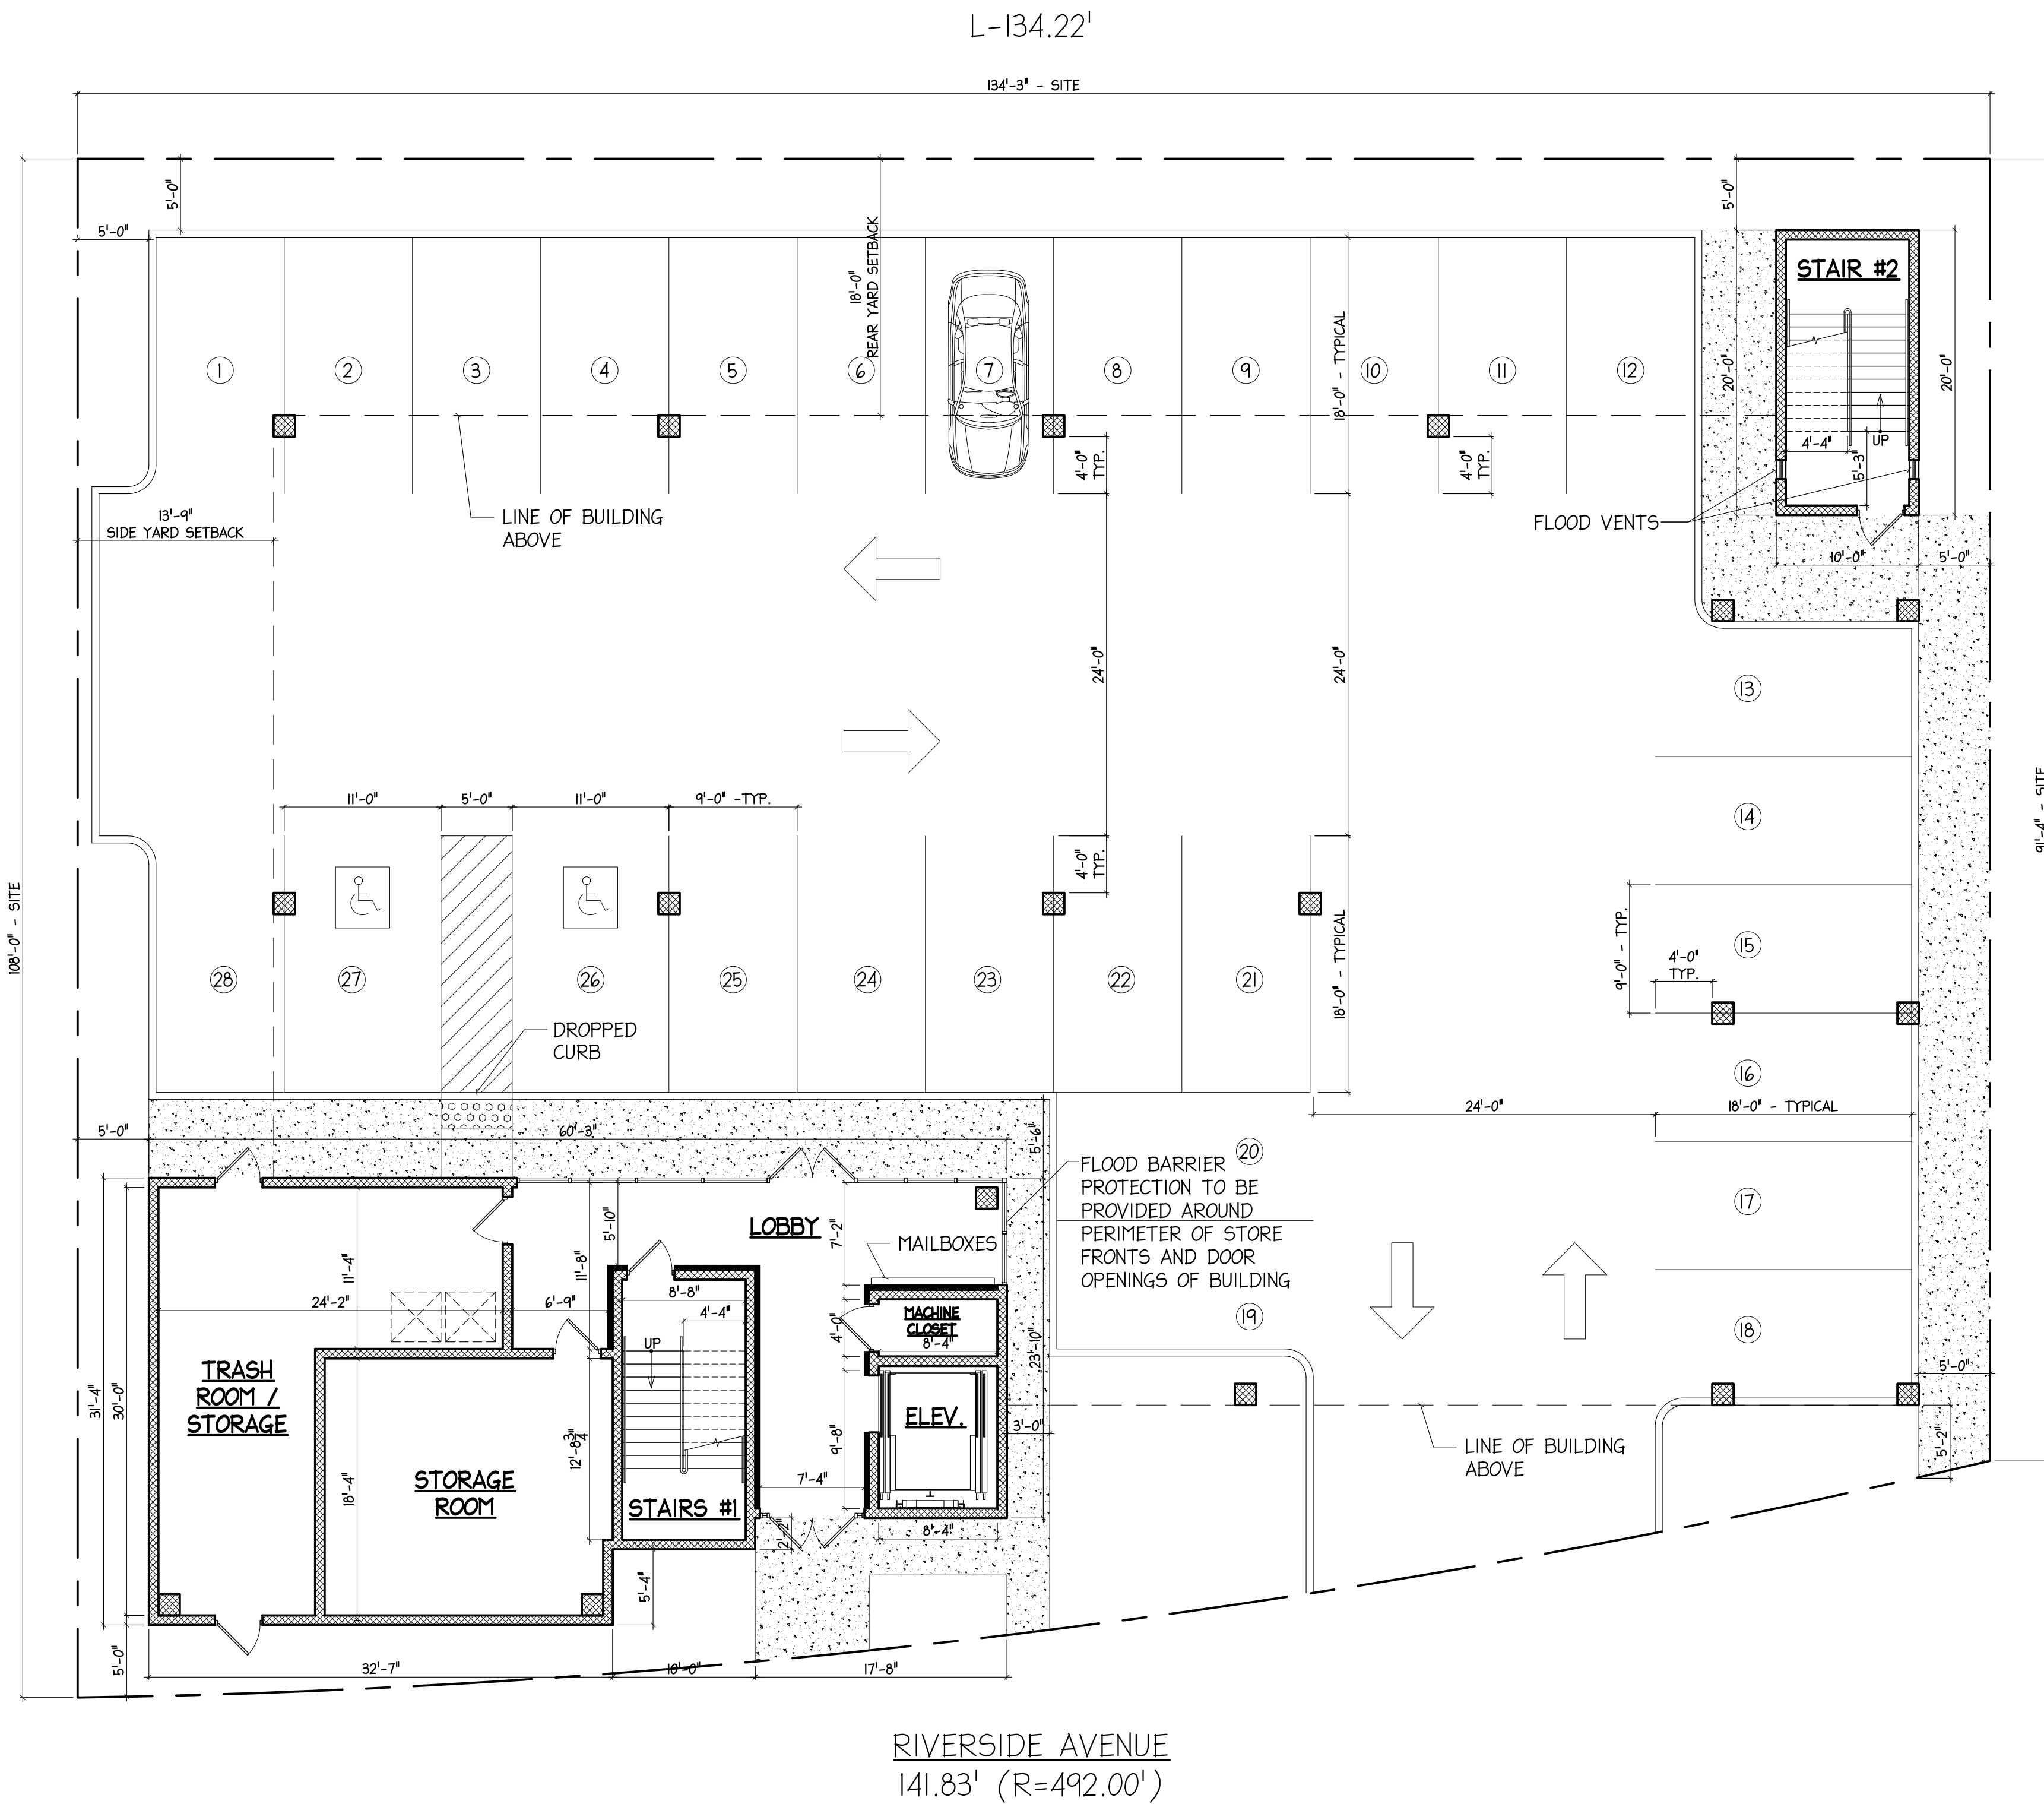 L-134.22'
134'-3" - SITE
5'-0"
5'-0"
18'-0"
REAR YARD SETBACK
5'-0"
STAIR #2
1
2
3
4
5
6
7
8
9
10
11
12
18'-0" - TYPICAL
20'-0"
20'-0"
4'-4"
UP
5'-3"
4'-0"
TYP.
4'-0"
TYP.
13'-9"
SIDE YARD SETBACK
LINE OF BUILDING
ABOVE
FLOOD VENTS
10'-0"
5'-0"
24'-0"
24'-0"
13
14
15
16
17
18
11'-0"
5'-0"
11'-0"
9'-0" -TYP.
4'-0"
TYP.
91'-4" - SITE
108'-0" - SITE
28
27
26
25
24
23
22
21
18'-0" - TYPICAL
9'-0" - TYP.
4'-0"
TYP.
DROPPED
CURB
24'-0"
18'-0" - TYPICAL
5'-0"
60'-3"
5'-6"
20
FLOOD BARRIER
PROTECTION TO BE
PROVIDED AROUND
PERIMETER OF STORE
FRONTS AND DOOR
OPENINGS OF BUILDING
19
LOBBY
MAILBOXES
5'-10"
7'-2"
11'-8"
11'-4"
24'-2"
6'-9"
8'-8"
4'-4"
UP
4'-0"
MACHINE
CLOSET
8'-4"
23'-10"
TRASH
ROOM /
STORAGE
31'-4"
30'-0"
STORAGE
ROOM
18'-4"
12'-8 3/4"
STAIRS #1
7'-4"
9'-8"
ELEV.
3'-0"
8'-4"
2'-2"
5'-4"
5'-0"
5'-2"
LINE OF BUILDING
ABOVE
5'-0"
32'-7"
10'-0"
17'-8"
RIVERSIDE AVENUE
141.83' (R=492.00')